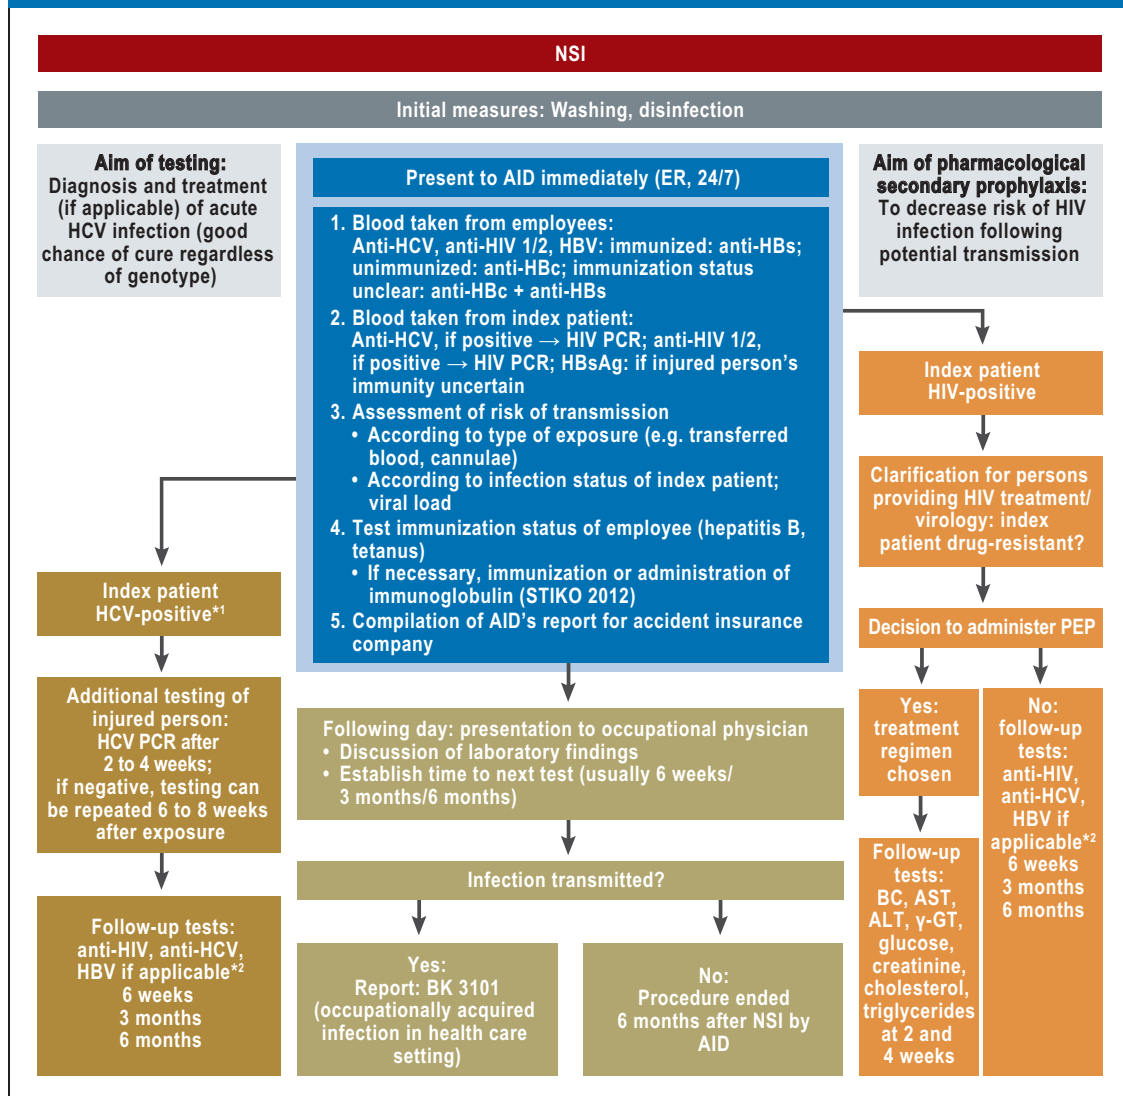 NSI
Initial measures: Washing, disinfection
Aim of testing:
Diagnosis and treatment
(if applicable) of acute
HCV infection (good
chance of cure regardless
of genotype)
Present to AID immediately (ER, 24/7)
1. Blood taken from employees:
Anti-HCV, anti-HIV 1/2, HBV: immunized: anti-HBs;
unimmunized: anti-HBc; immunization status
unclear: anti-HBc + anti-HBs
2. Blood taken from index patient:
Anti-HCV, if positive → HIV PCR; anti-HIV 1/2,
if positive → HIV PCR; HBsAg: if injured person's
immunity uncertain
3. Assessment of risk of transmission
• According to type of exposure (e.g. transferred
blood, cannulae)
• According to infection status of index patient;
viral load
4. Test immunization status of employee (hepatitis B,
tetanus)
• If necessary, immunization or administration of
immunoglobulin (STIKO 2012)
5. Compilation of AID's report for accident insurance
company
Aim of pharmacological
secondary prophylaxis:
To decrease risk of HIV
infection following
potential transmission
Index patient
HCV-positive*1
Additional testing of
injured person:
HCV PCR after
2 to 4 weeks;
if negative, testing can
be repeated 6 to 8 weeks
after exposure
Follow-up tests:
anti-HIV, anti-HCV,
HBV if applicable*2
6 weeks
3 months
6 months
Following day: presentation to occupational physician
• Discussion of laboratory findings
• Establish time to next test (usually 6 weeks/
3 months/6 months)
Infection transmitted?
Yes:
Report: BK 3101
(occupationally acquired
infection in health care
setting)
No:
Procedure ended
6 months after NSI by
AID
Index patient
HIV-positive
Clarification for persons
providing HIV treatment/
virology: index
patient drug-resistant?
Decision to administer PEP
Yes:
treatment
regimen
chosen
Follow-up
tests:
BC, AST,
ALT, γ-GT,
glucose,
creatinine,
cholesterol,
triglycerides
at 2 and
4 weeks
No:
follow-up
tests:
anti-HIV,
anti-HCV,
HBV if
applicable*2
6 weeks
3 months
6 months